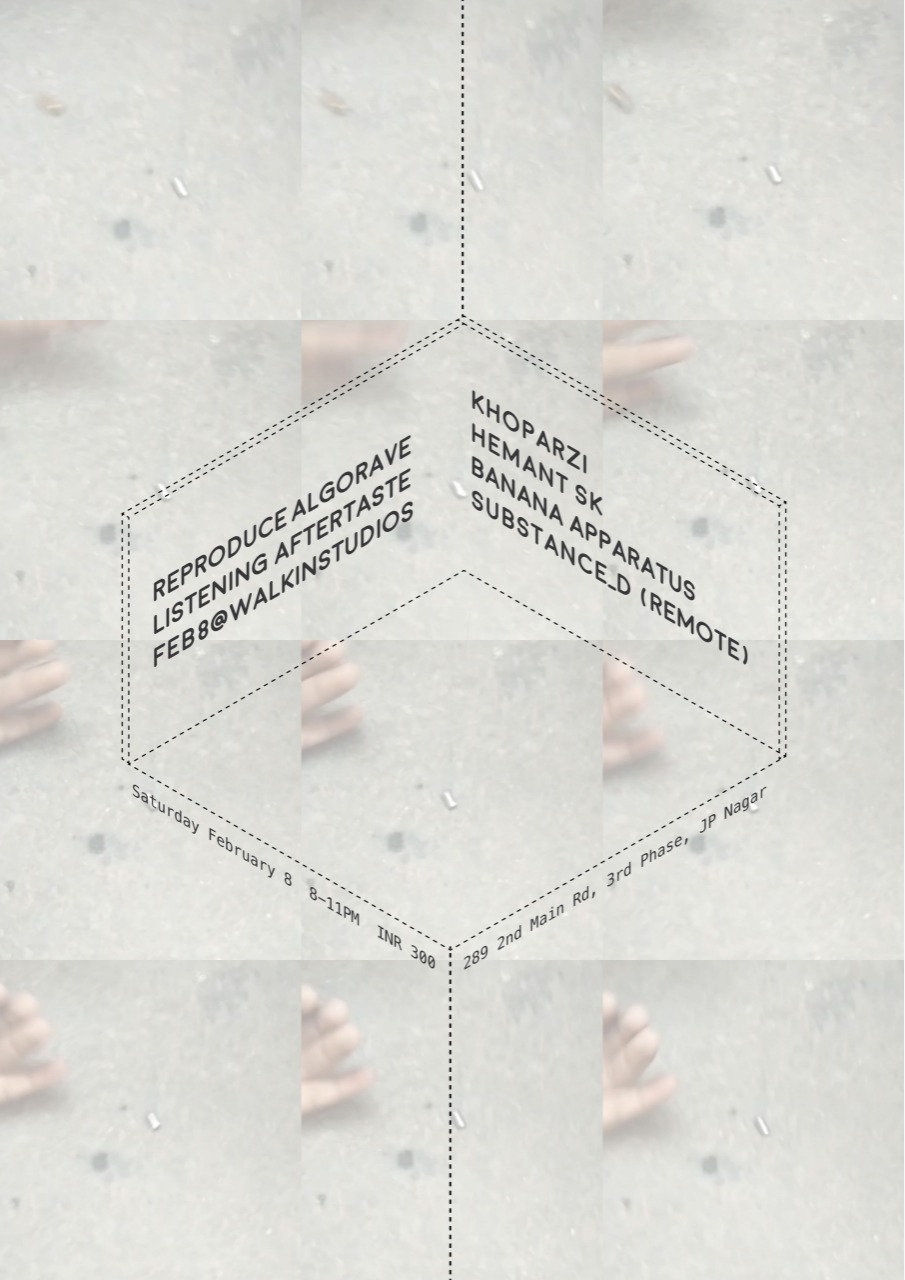 REPRODUCE ALGORAVE
LISTENING AFTERTASTE
FEB8@WALKINSTUDIOS
KHOPARZI
HEMANT SK
BANANA APPARATUS
SUBSTANCE_D (REMOTE)
Saturday February 8 8–11PM INR 300
289 2nd Main Rd, 3rd Phase, JP Nagar